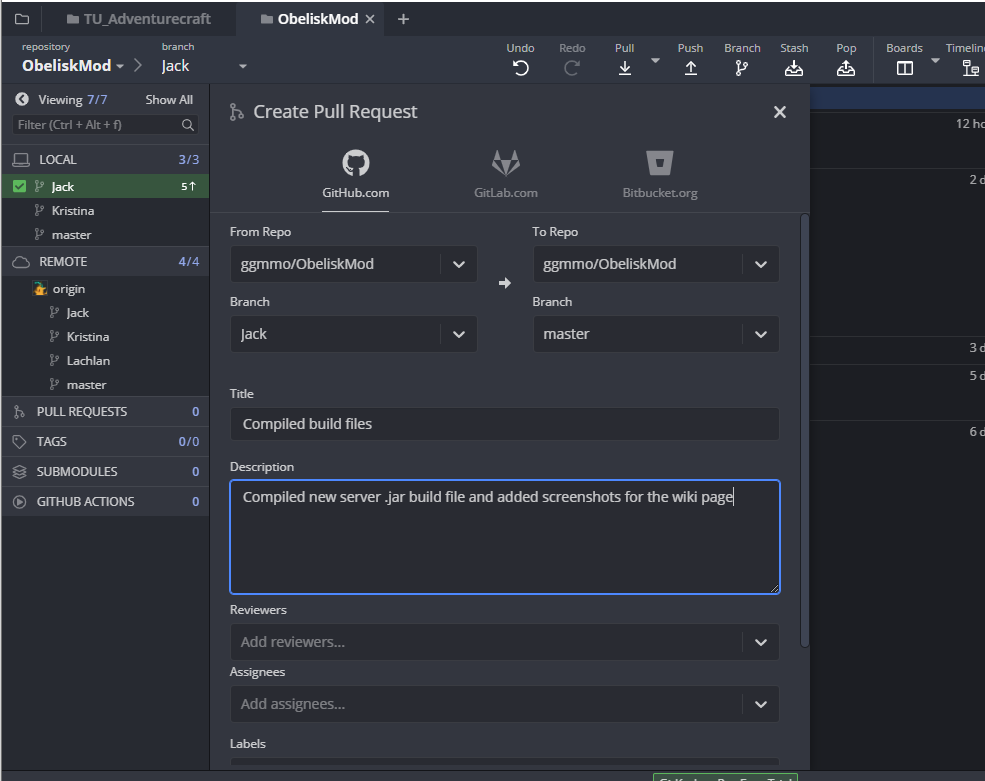 TU_Adventurecraft
ObeliskMod
repository
ObeliskMod
branch
Jack
Undo
Redo
Pull
Push
Branch
Stash
Pop
Boards
Viewing 7/7
Show All
Filter (Ctrl + Alt + f)
LOCAL 3/3
Jack 5↑
Kristina
master
REMOTE 4/4
origin
Jack
Kristina
Lachlan
master
PULL REQUESTS 0
TAGS 0/0
SUBMODULES 0
GITHUB ACTIONS 0
Create Pull Request
GitHub.com
GitLab.com
Bitbucket.org
From Repo
ggmmo/ObeliskMod
To Repo
ggmmo/ObeliskMod
Branch
Jack
Branch
master
Title
Compiled build files
Description
Compiled new server .jar build file and added screenshots for the wiki page
Reviewers
Add reviewers...
Assignees
Add assignees...
Labels
12 ho
2 d
3 d
5 d
6 d